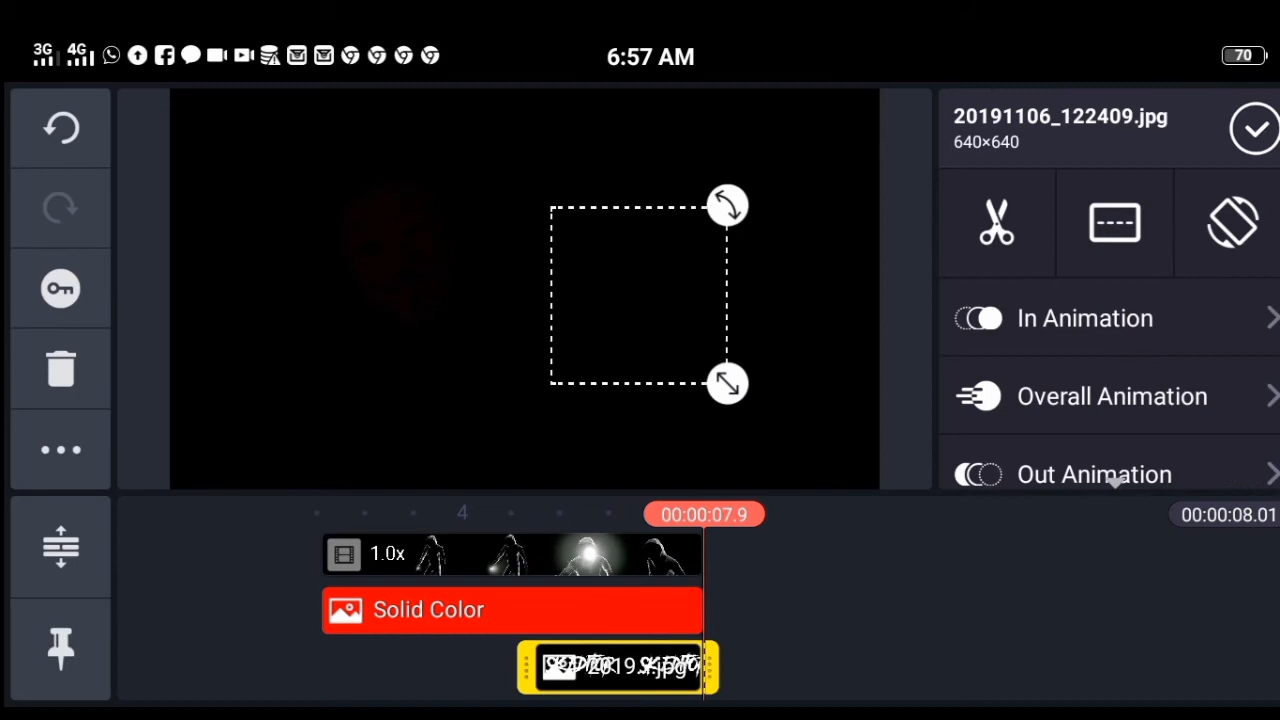 3G 4G 6:57 AM 70
20191106_122409.jpg
640×640
In Animation
Overall Animation
Out Animation
4 00:00:07.9 00:00:08.01
1.0x
Solid Color